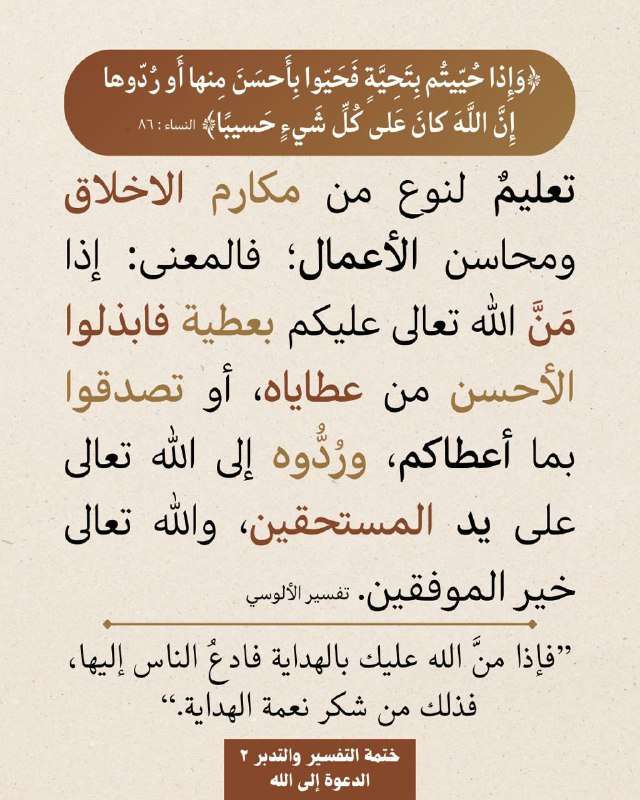 ﴿وَإِذا حُيّيتُم بِتَحِيَّةٍ فَحَيّوا بِأَحسَنَ مِنها أَو رُدّوها
إِنَّ اللَّهَ كانَ عَلى كُلِّ شَيءٍ حَسيبًا﴾ النساء : ٨٦
تعليمٌ لنوع من مكارم الاخلاق
ومحاسن الأعمال؛ فالمعنى: إذا
مَنَّ الله تعالى عليكم بعطية فابذلوا
الأحسن من عطاياه، أو تصدقوا
بما أعطاكم، ورُدُّوه إلى الله تعالى
على يد المستحقين، والله تعالى
خير الموفقين. تفسير الألوسي
”فإذا منَّ الله عليك بالهداية فادعُ الناس إليها،
فذلك من شكر نعمة الهداية.“
ختمة التفسير والتدبر ٢
الدعوة إلى الله